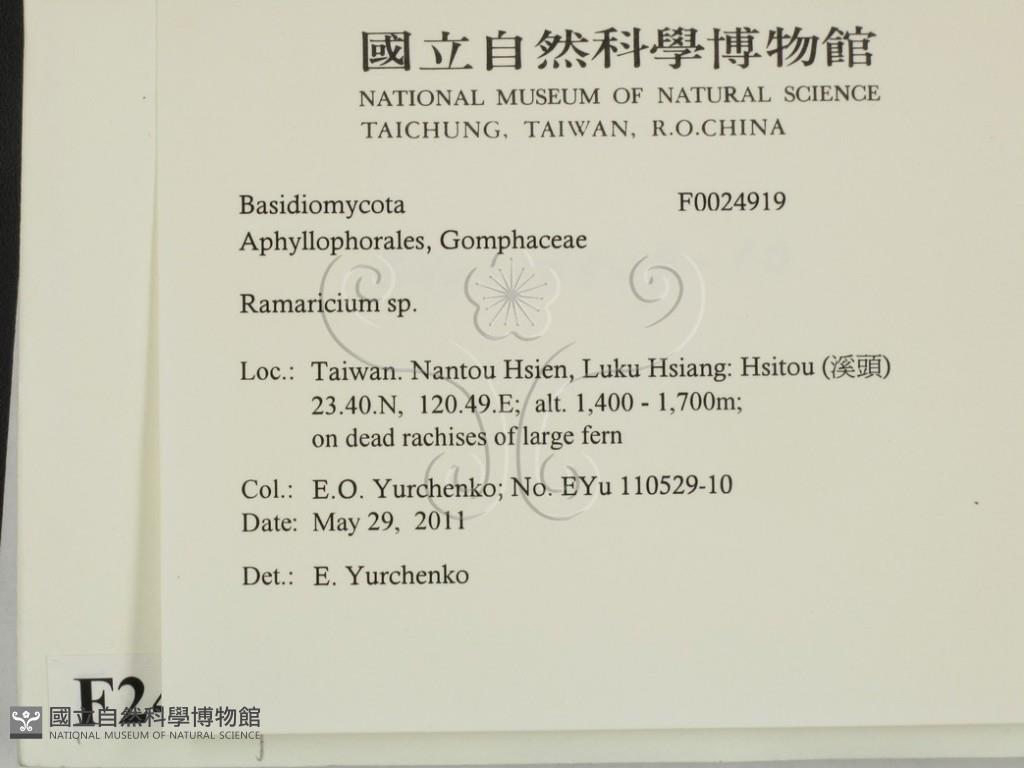 國立自然科學博物館
NATIONAL MUSEUM OF NATURAL SCIENCE
TAICHUNG, TAIWAN, R.O.CHINA
Basidiomycota F0024919
Aphyllophorales, Gomphaceae
Ramaricium sp.
Loc.: Taiwan. Nantou Hsien, Luku Hsiang: Hsitou (溪頭)
23.40.N, 120.49.E; alt. 1,400 - 1,700m;
on dead rachises of large fern
Col.: E.O. Yurchenko; No. EYu 110529-10
Date: May 29, 2011
Det.: E. Yurchenko
F24
國立自然科學博物館
NATIONAL MUSEUM OF NATURAL SCIENCE